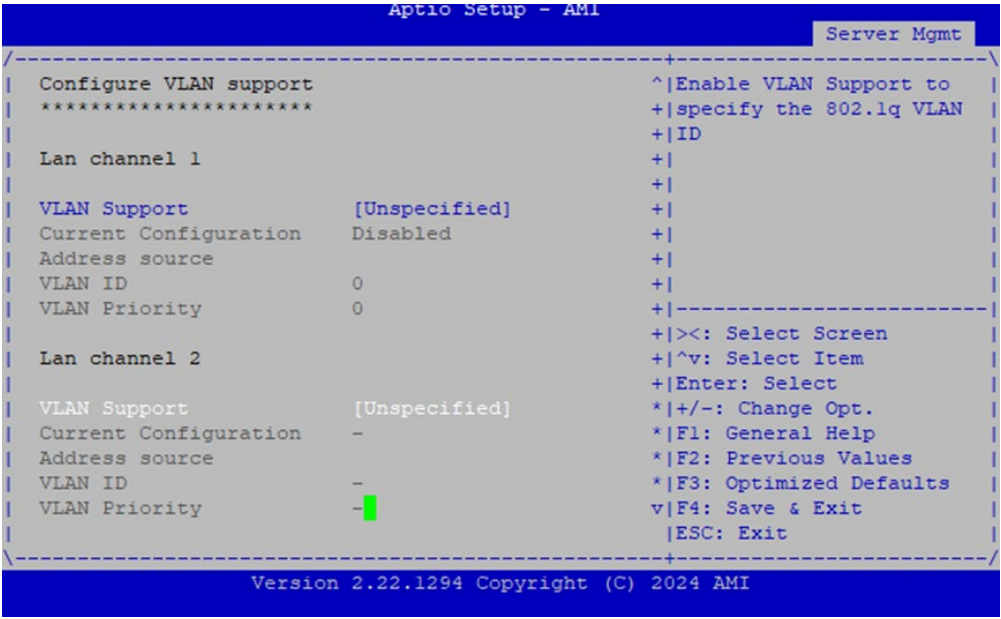 Aptio Setup - AMI
Server Mgmt
/----------------------------------------------------+-------------------------\
| Configure VLAN support ^|Enable VLAN Support to |
| ********************** +|specify the 802.1q VLAN |
| +|ID |
| Lan channel 1 +| |
| +| |
| VLAN Support [Unspecified] +| |
| Current Configuration Disabled +| |
| Address source +| |
| VLAN ID 0 +| |
| VLAN Priority 0 +|-------------------------|
| +|><: Select Screen |
| Lan channel 2 +|^v: Select Item |
| +|Enter: Select |
| VLAN Support [Unspecified] *|+/-: Change Opt. |
| Current Configuration - *|F1: General Help |
| Address source *|F2: Previous Values |
| VLAN ID - *|F3: Optimized Defaults |
| VLAN Priority - v|F4: Save & Exit |
| |ESC: Exit |
\----------------------------------------------------+-------------------------/
Version 2.22.1294 Copyright (C) 2024 AMI